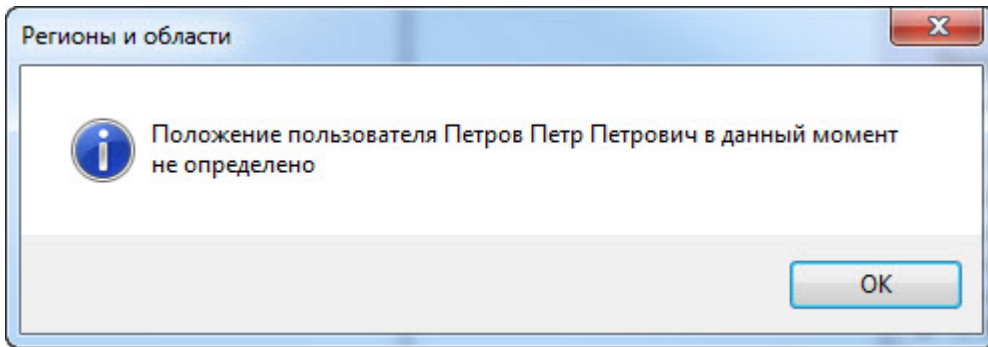 Регионы и области
Положение пользователя Петров Петр Петрович в данный момент
не определено
OK